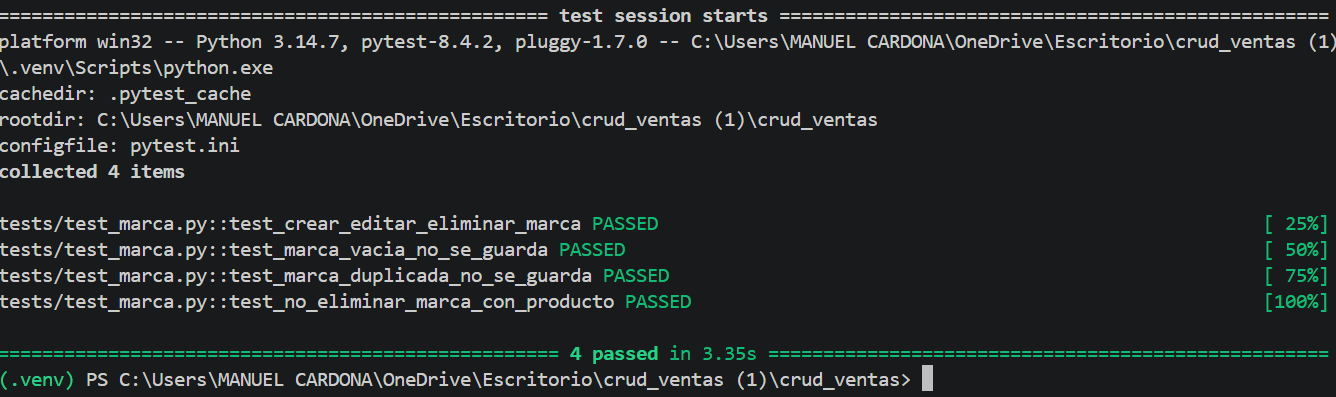 =================================================== test session starts ===================================================
platform win32 -- Python 3.14.7, pytest-8.4.2, pluggy-1.7.0 -- C:\Users\MANUEL CARDONA\OneDrive\Escritorio\crud_ventas (1)
\.venv\Scripts\python.exe
cachedir: .pytest_cache
rootdir: C:\Users\MANUEL CARDONA\OneDrive\Escritorio\crud_ventas (1)\crud_ventas
configfile: pytest.ini
collected 4 items
tests/test_marca.py::test_crear_editar_eliminar_marca PASSED [ 25%]
tests/test_marca.py::test_marca_vacia_no_se_guarda PASSED [ 50%]
tests/test_marca.py::test_marca_duplicada_no_se_guarda PASSED [ 75%]
tests/test_marca.py::test_no_eliminar_marca_con_producto PASSED [100%]
==================================================== 4 passed in 3.35s ====================================================
(.venv) PS C:\Users\MANUEL CARDONA\OneDrive\Escritorio\crud_ventas (1)\crud_ventas>